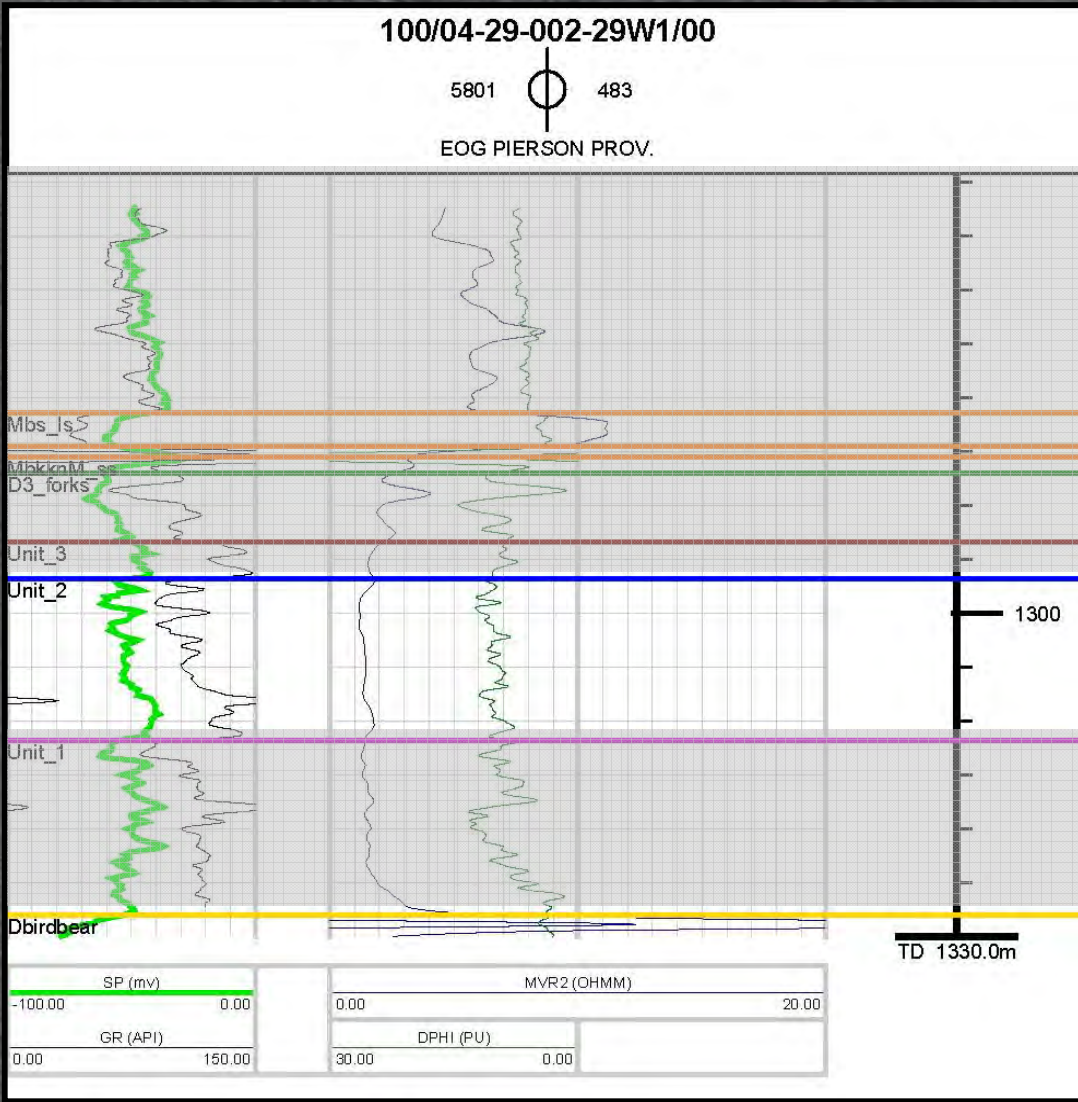 100/04-29-002-29W1/00
5801 483
EOG PIERSON PROV.
Mbs_ls
MbkknM_ss
D3_forks
Unit_3
Unit_2
1300
Unit_1
Dbirdbear
TD 1330.0m
SP (mv)
-100.00 0.00
MVR2 (OHMM)
0.00 20.00
GR (API)
0.00 150.00
DPHI (PU)
30.00 0.00